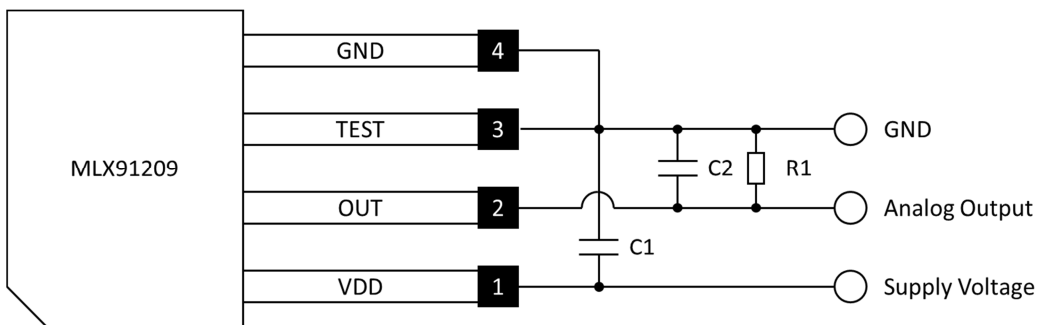 GND 4
TEST 3 GND
MLX91209 C2 R1
OUT 2 Analog Output
C1
VDD 1 Supply Voltage